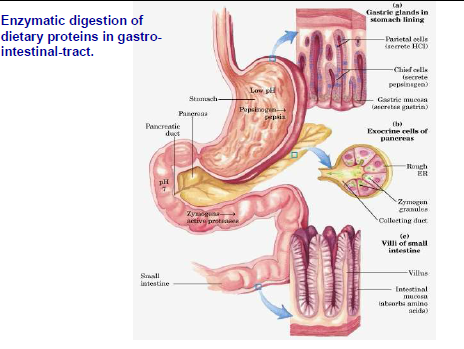 Enzymatic digestion of
dietary proteins in gastro-
intestinal-tract.
(a)
Gastric glands in
stomach lining
Parietal cells
(secrete HCl)
Chief cells
(secrete
pepsinogen)
Gastric mucosa
(secretes gastrin)
Low pH
Stomach
Pepsinogen
pepsin
Pancreas
Pancreatic
duct
(b)
Exocrine cells of
pancreas
Rough
ER
Zymogen
granules
Collecting duct
pH
7
Zymogens
active proteases
(c)
Villi of small
intestine
Small
intestine
Villus
Intestinal
mucosa
(absorbs amino
acids)